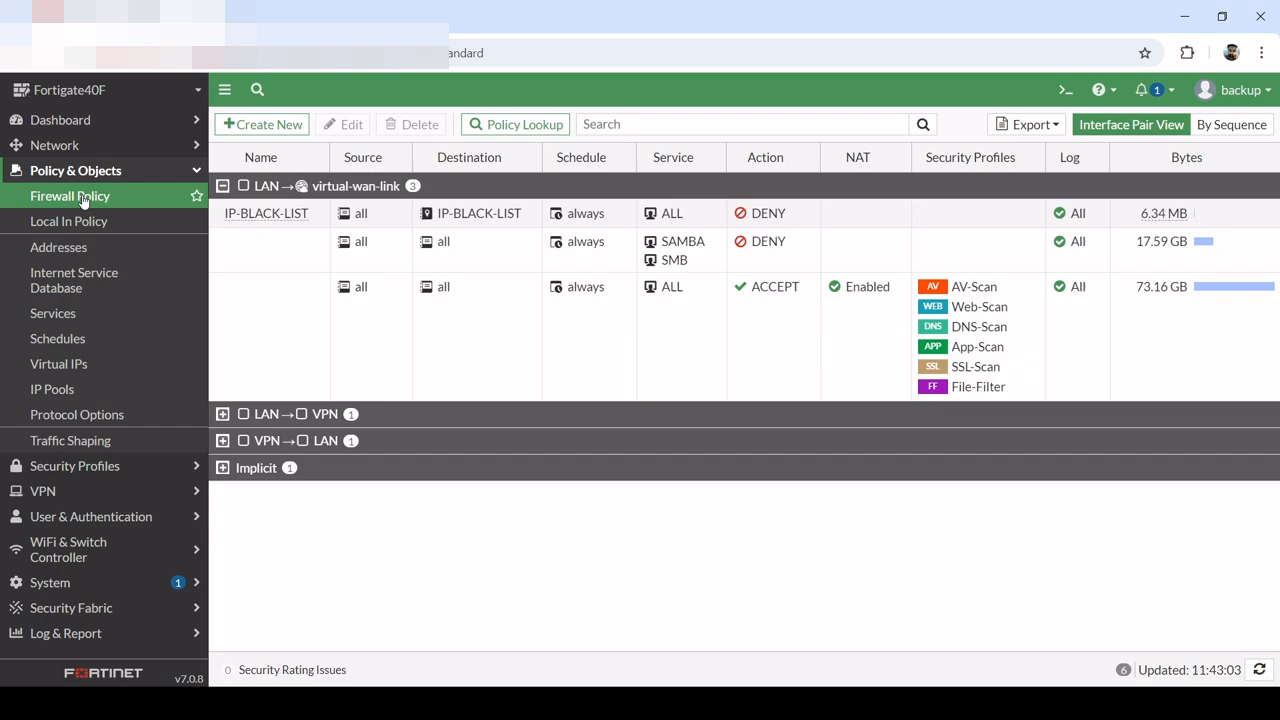 andard
Fortigate40F
backup
1
Dashboard
Network
Policy & Objects
Firewall Policy
Local In Policy
Addresses
Internet Service
Database
Services
Schedules
Virtual IPs
IP Pools
Protocol Options
Traffic Shaping
Security Profiles
VPN
User & Authentication
WiFi & Switch
Controller
System 1
Security Fabric
Log & Report
FORTINET v7.0.8
+Create New Edit Delete Policy Lookup Search Export Interface Pair View By Sequence
Name Source Destination Schedule Service Action NAT Security Profiles Log Bytes
LAN → virtual-wan-link 3
IP-BLACK-LIST all IP-BLACK-LIST always ALL DENY All 6.34 MB
all all always SAMBA DENY All 17.59 GB
SMB
all all always ALL ACCEPT Enabled AV AV-Scan All 73.16 GB
WEB Web-Scan
DNS DNS-Scan
APP App-Scan
SSL SSL-Scan
FF File-Filter
LAN → VPN 1
VPN → LAN 1
Implicit 1
0 Security Rating Issues 6 Updated: 11:43:03